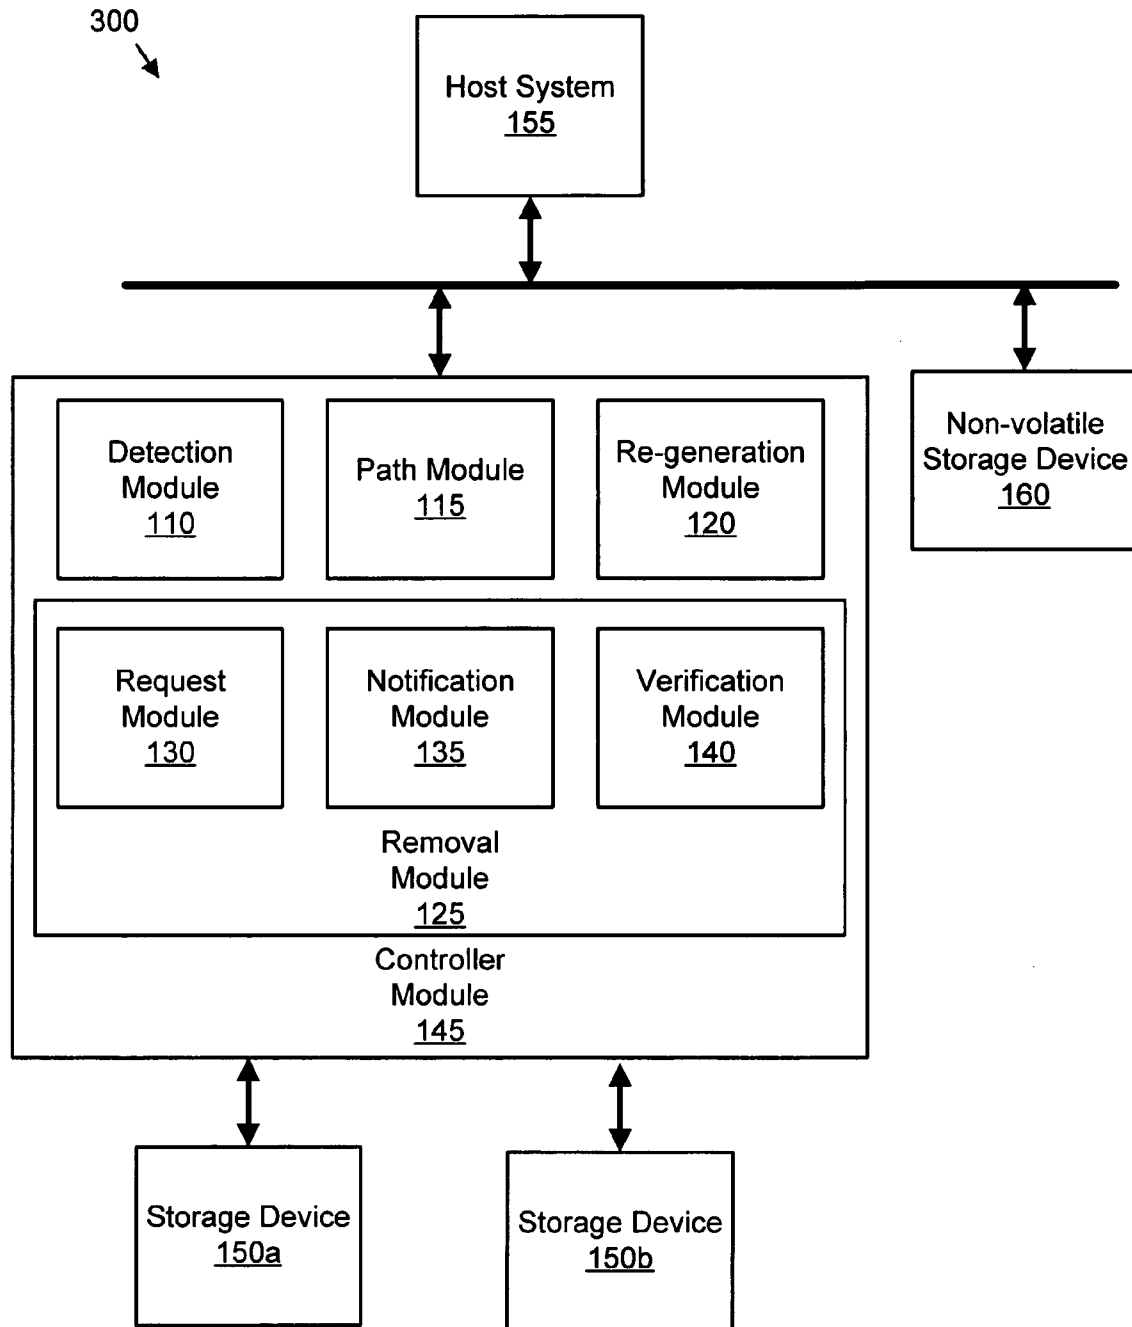 300
Host System
155
Detection
Module
110
Path Module
115
Re-generation
Module
120
Non-volatile
Storage Device
160
Request
Module
130
Notification
Module
135
Verification
Module
140
Removal
Module
125
Controller
Module
145
Storage Device
150a
Storage Device
150b